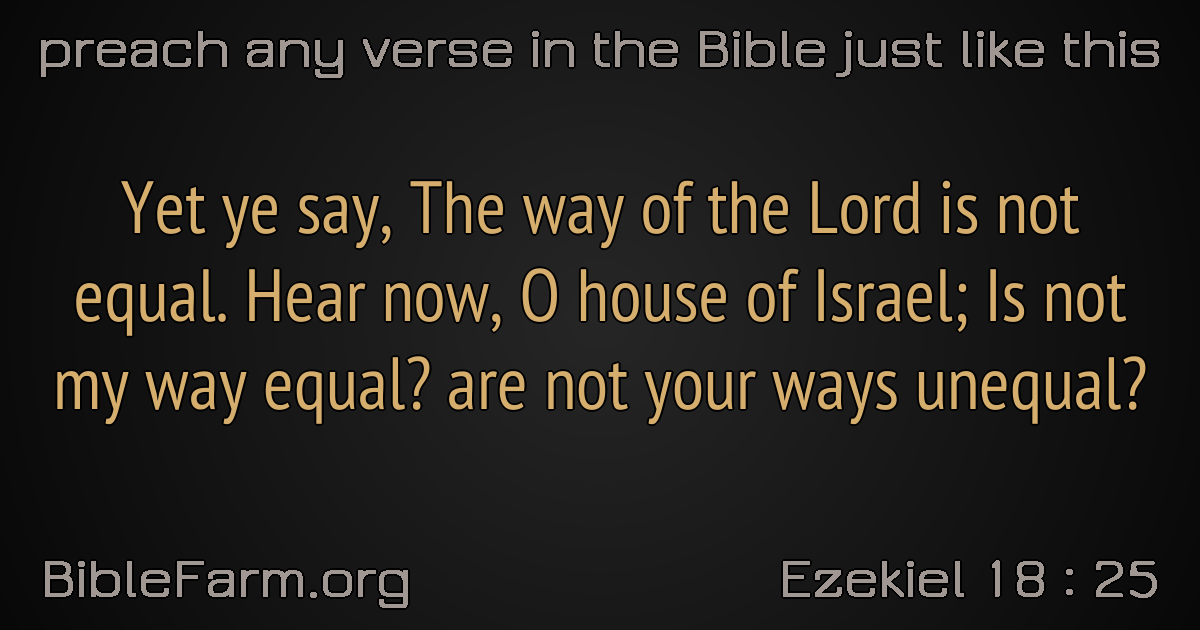 preach any verse in the Bible just like this
Yet ye say, The way of the Lord is not
equal. Hear now, O house of Israel; Is not
my way equal? are not your ways unequal?
BibleFarm.org
Ezekiel 18 : 25